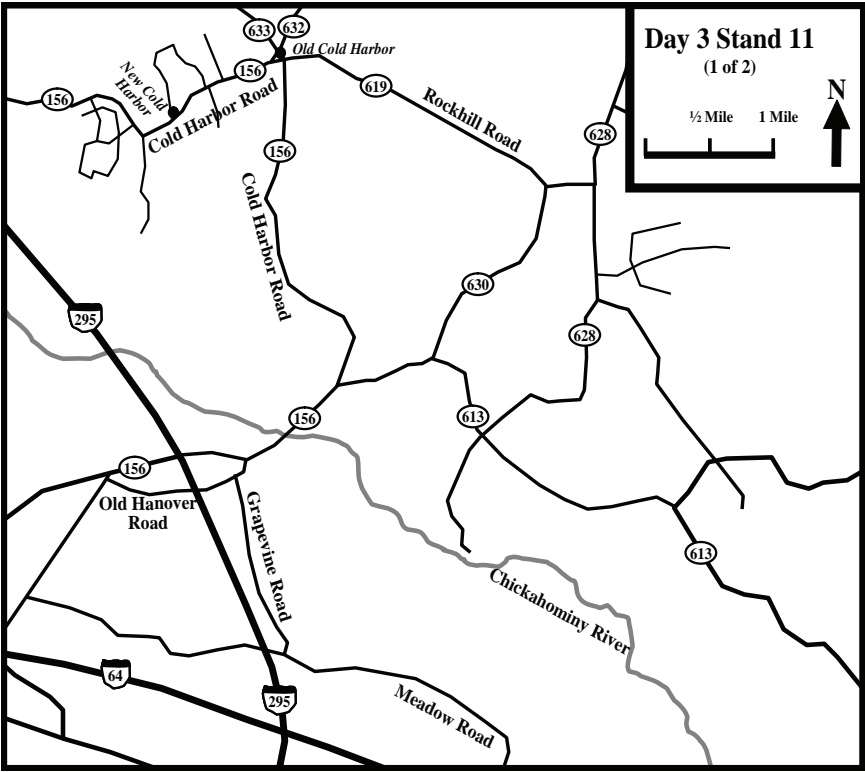 633
632
Old Cold Harbor
Day 3 Stand 11
(1 of 2)
N
½ Mile
1 Mile
156
New Cold
Harbor
156
Cold Harbor Road
619
Rockhill Road
628
156
Cold Harbor Road
630
295
628
156
613
156
Old Hanover
Road
Grapevine Road
613
Chickahominy River
64
295
Meadow Road